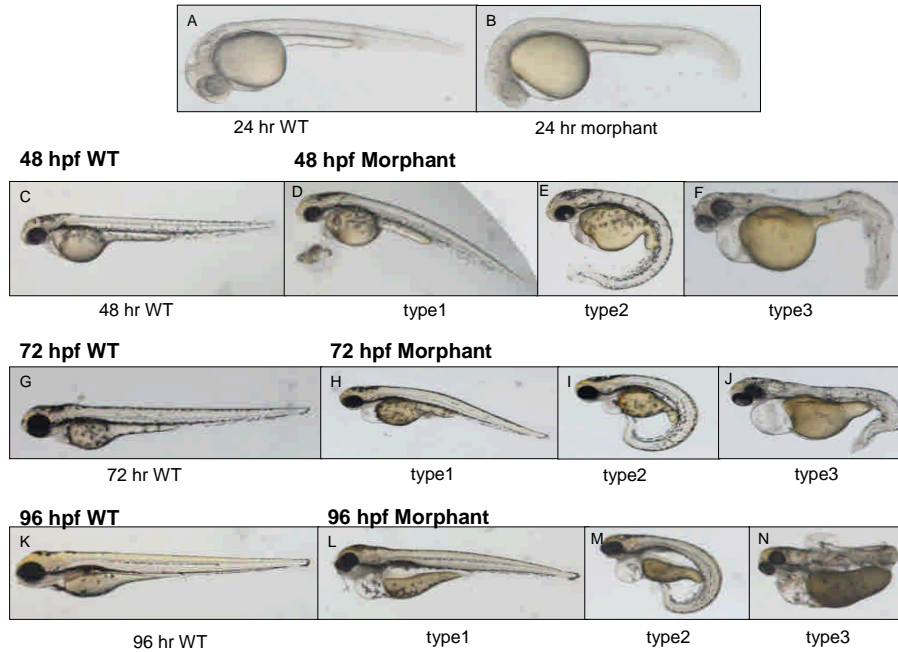 A B
24 hr WT 24 hr morphant
48 hpf WT 48 hpf Morphant
C D E F
48 hr WT type1 type2 type3
72 hpf WT 72 hpf Morphant
G H I J
72 hr WT type1 type2 type3
96 hpf WT 96 hpf Morphant
K L M N
96 hr WT type1 type2 type3